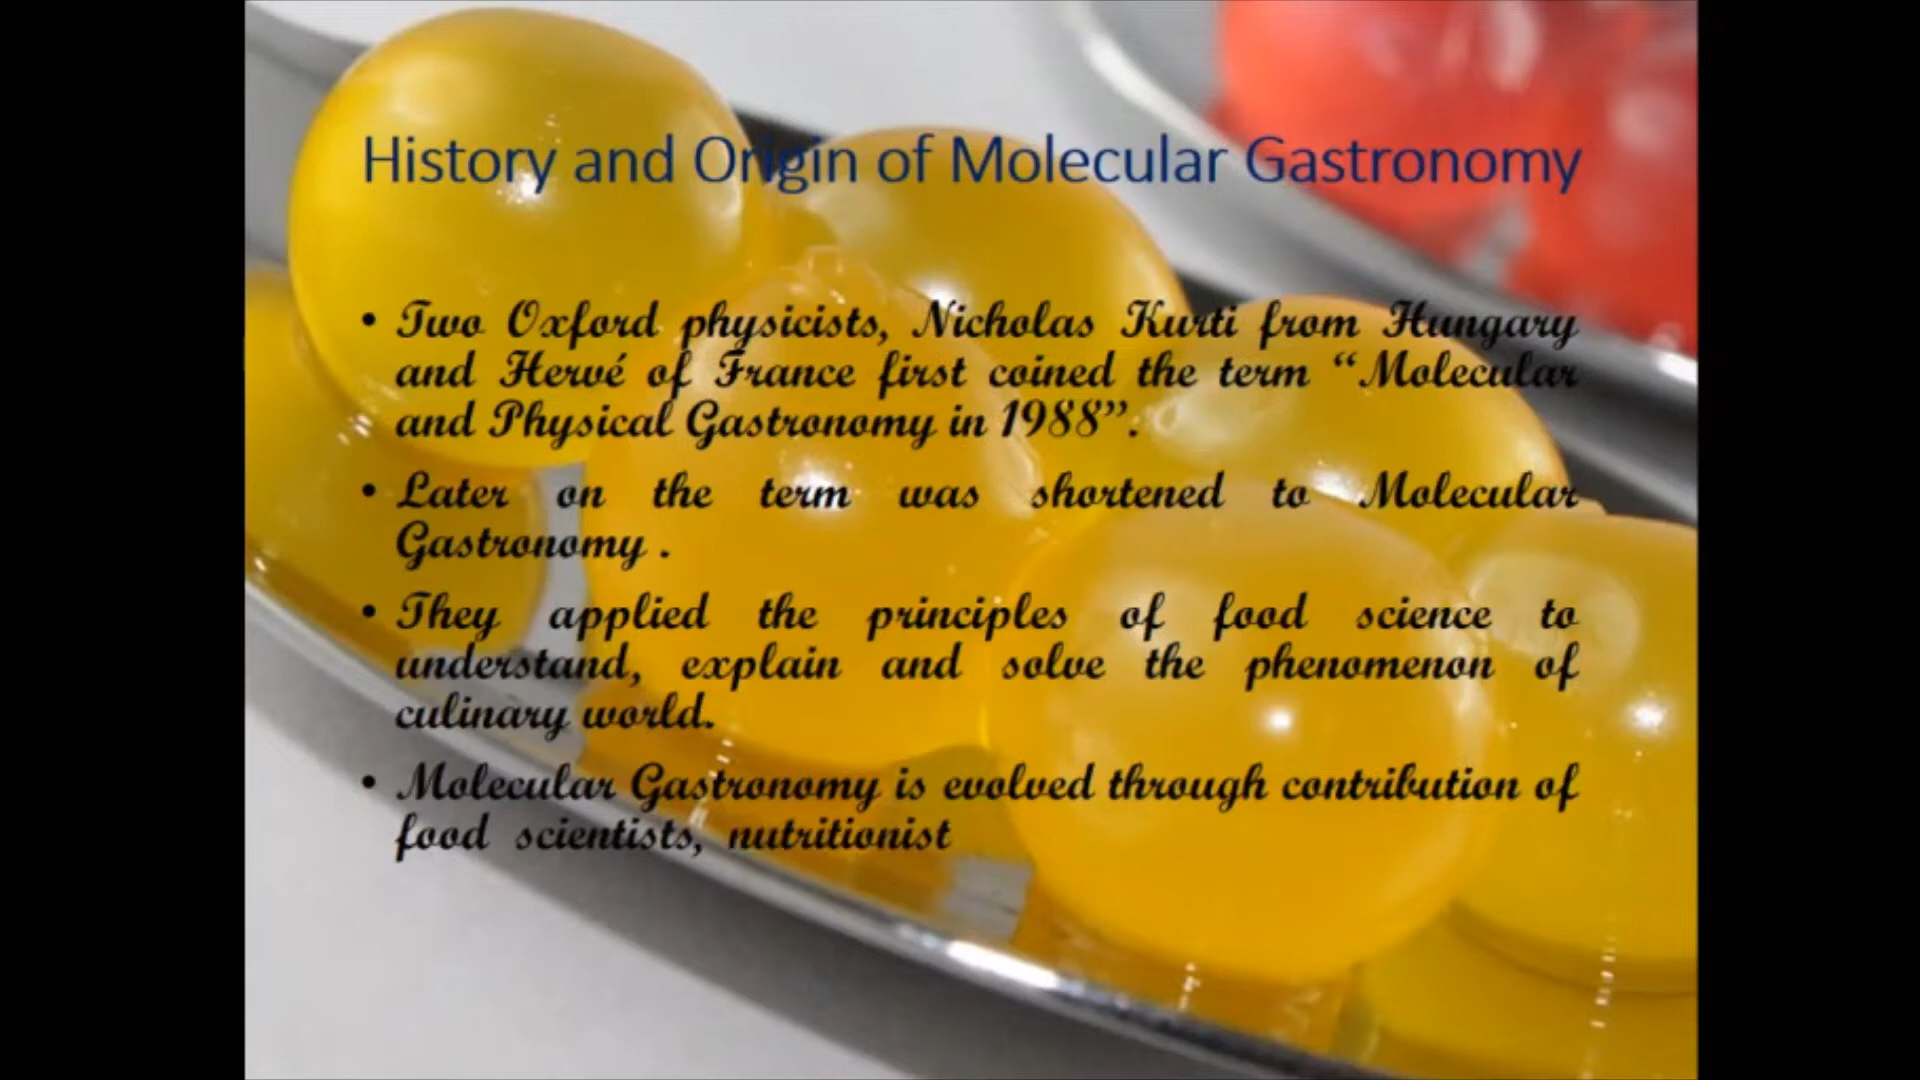 History and Origin of Molecular Gastronomy
• Two Oxford physicists, Nicholas Kurti from Hungary
and Hervé of France first coined the term “Molecular
and Physical Gastronomy in 1988”.
• Later on the term was shortened to Molecular
Gastronomy .
• They applied the principles of food science to
understand, explain and solve the phenomenon of
culinary world.
• Molecular Gastronomy is evolved through contribution of
food scientists, nutritionist